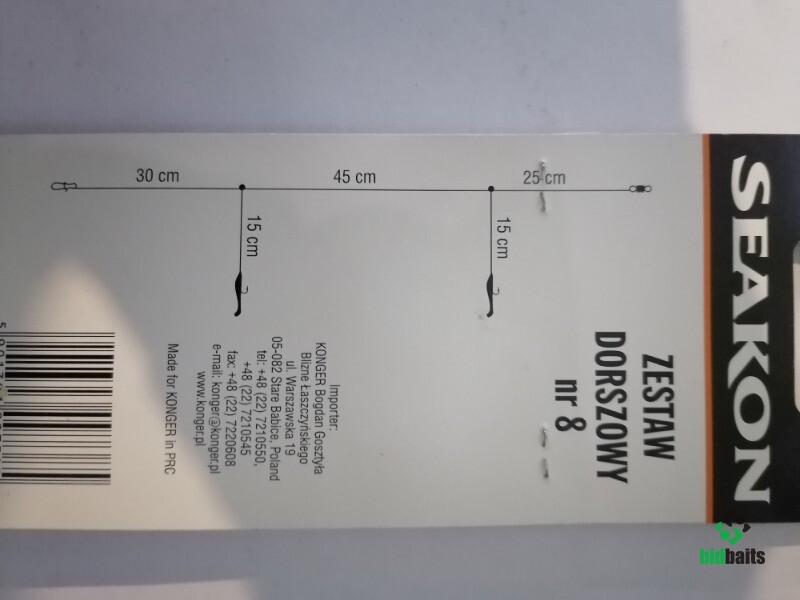 SEAKON
ZESTAW
DORSZOWY
nr 8
30 cm
45 cm
25 cm
15 cm
15 cm
Importer:
KONGER Bogdan Gosztyła
Blizne Łaszczyńskiego
ul. Warszawska 19
05-082 Stare Babice, Poland
tel: +48 (22) 7210550,
+48 (22) 7210545
fax: +48 (22) 7220608
e-mail: konger@konger.pl
www.konger.pl
Made for KONGER in PRC
bidbaits